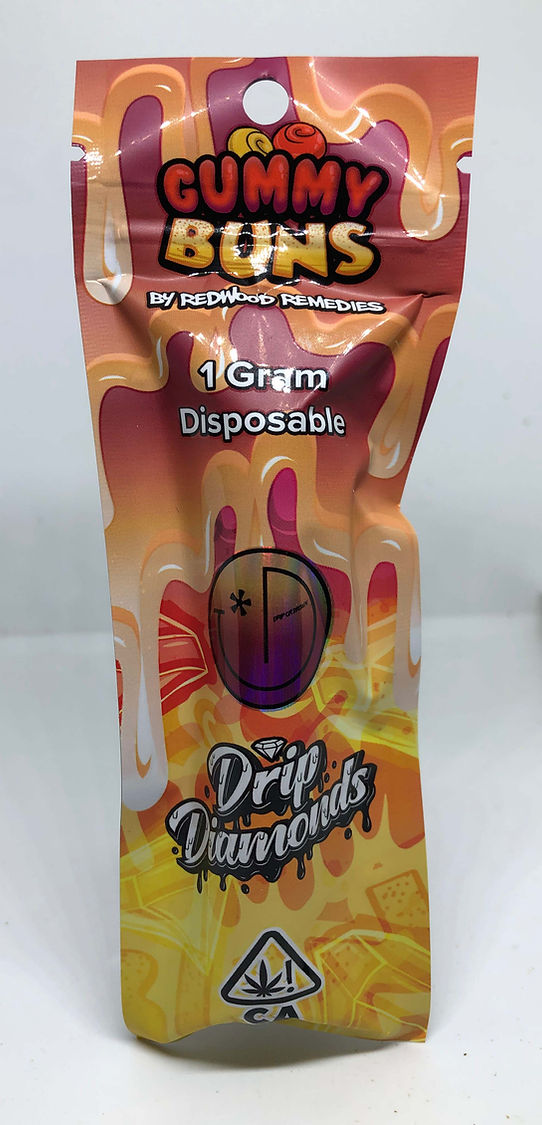 GUMMY
BUNS
BY REDWOOD REMEDIES
1 Gram
Disposable
Drip
Diamonds
!
CA